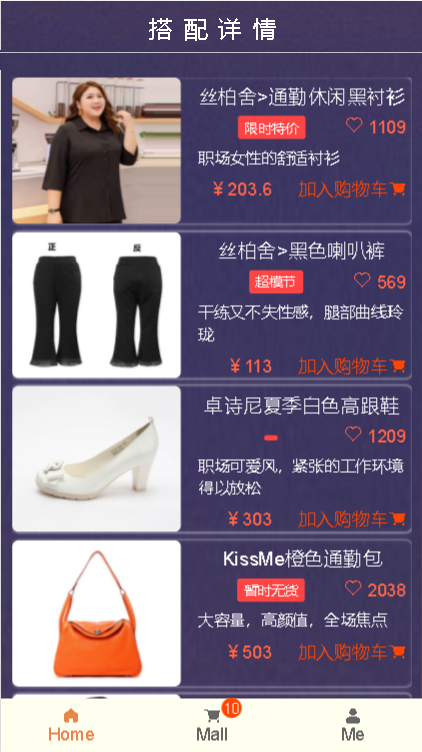 搭配详情
丝柏舍>通勤休闲黑衬衫
限时特价
1109
职场女性的舒适衬衫
¥203.6 加入购物车
正 反
丝柏舍>黑色喇叭裤
超模节
569
干练又不失性感，腿部曲线玲
珑
¥113 加入购物车
卓诗尼夏季白色高跟鞋
1209
职场可爱风，紧张的工作环境
得以放松
¥303 加入购物车
KissMe橙色通勤包
暂时无货
2038
大容量，高颜值，全场焦点
¥503 加入购物车
10
Home Mall Me